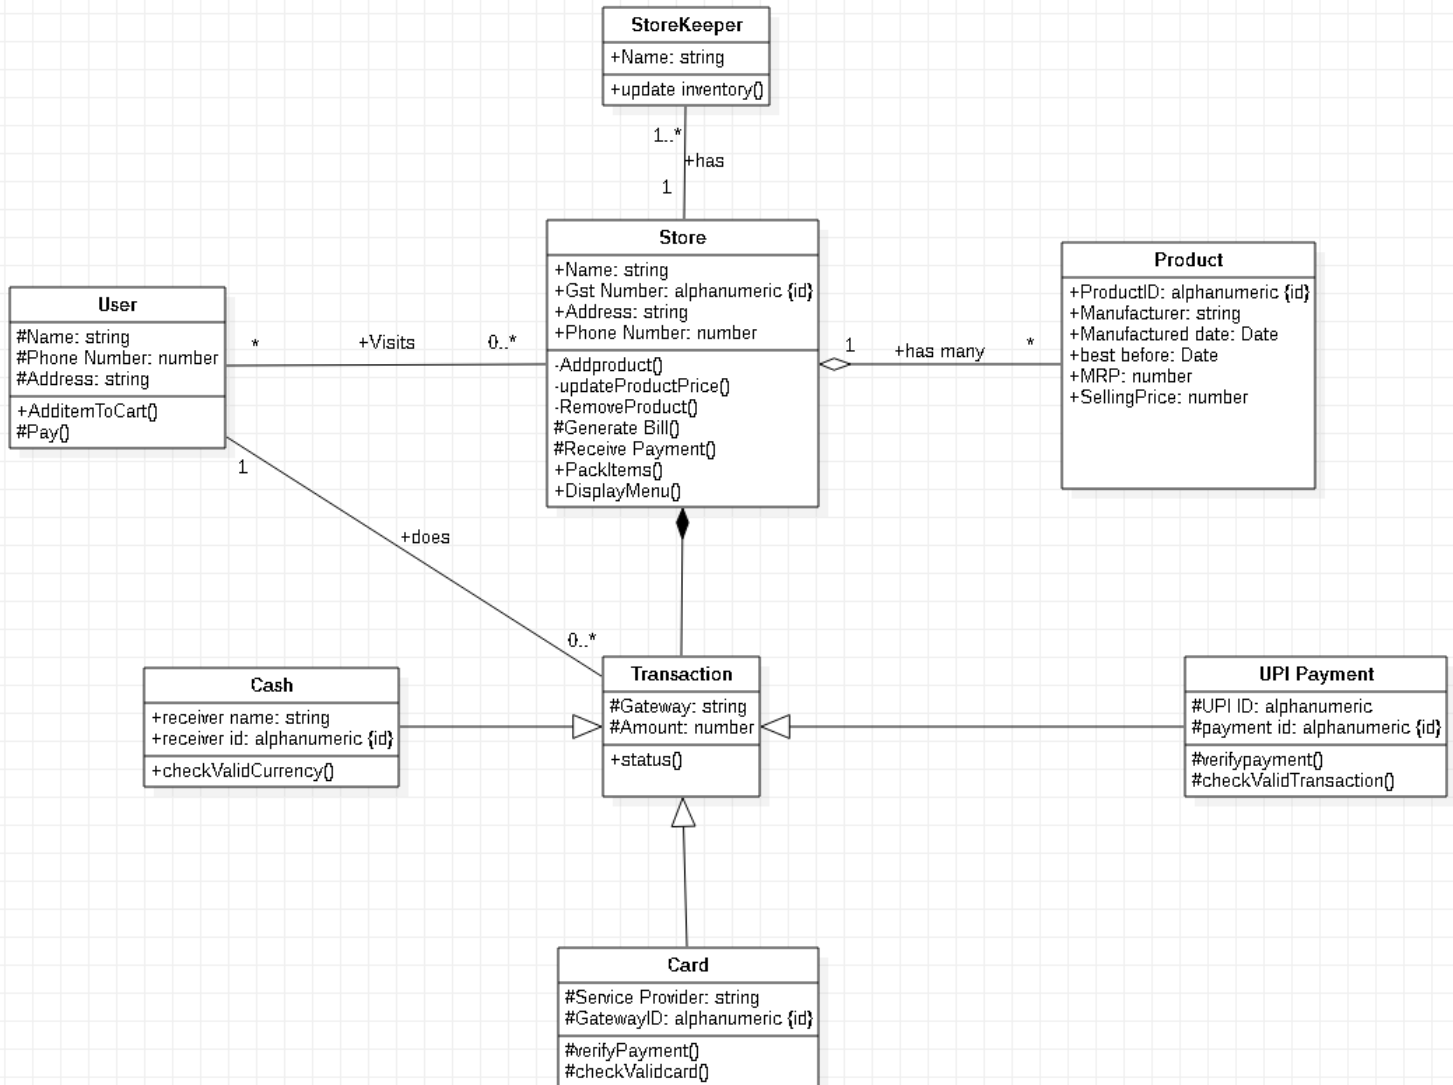 StoreKeeper
+Name: string
+update inventory()
1..*
+has
1
Store
+Name: string
+Gst Number: alphanumeric {id}
+Address: string
+Phone Number: number
-Addproduct()
-updateProductPrice()
-RemoveProduct()
#Generate Bill()
#Receive Payment()
+PackItems()
+DisplayMenu()
Product
+ProductID: alphanumeric {id}
+Manufacturer: string
+Manufactured date: Date
+best before: Date
+MRP: number
+SellingPrice: number
User
#Name: string
#Phone Number: number
#Address: string
+AdditemToCart()
#Pay()
*
+Visits
0..*
1
+has many
*
1
+does
0..*
Cash
+receiver name: string
+receiver id: alphanumeric {id}
+checkValidCurrency()
Transaction
#Gateway: string
#Amount: number
+status()
UPI Payment
#UPI ID: alphanumeric
#payment id: alphanumeric {id}
#verifypayment()
#checkValidTransaction()
Card
#Service Provider: string
#GatewayID: alphanumeric {id}
#verifyPayment()
#checkValidcard()